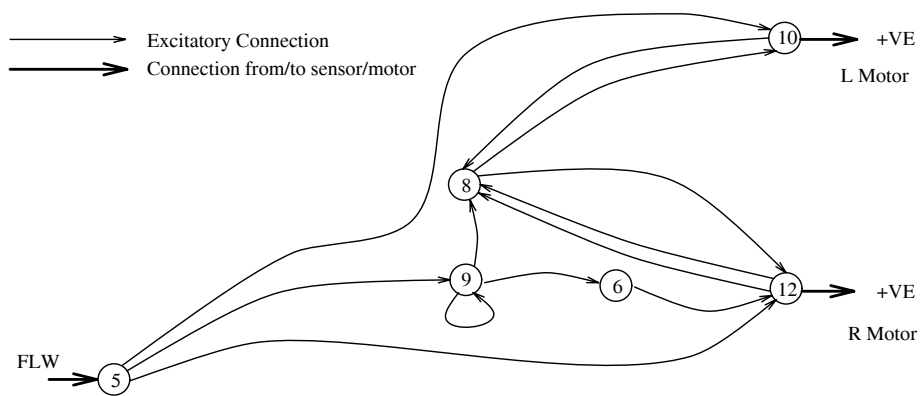 Excitatory Connection
Connection from/to sensor/motor
10
+VE
L Motor
8
9
6
12
+VE
R Motor
FLW
5